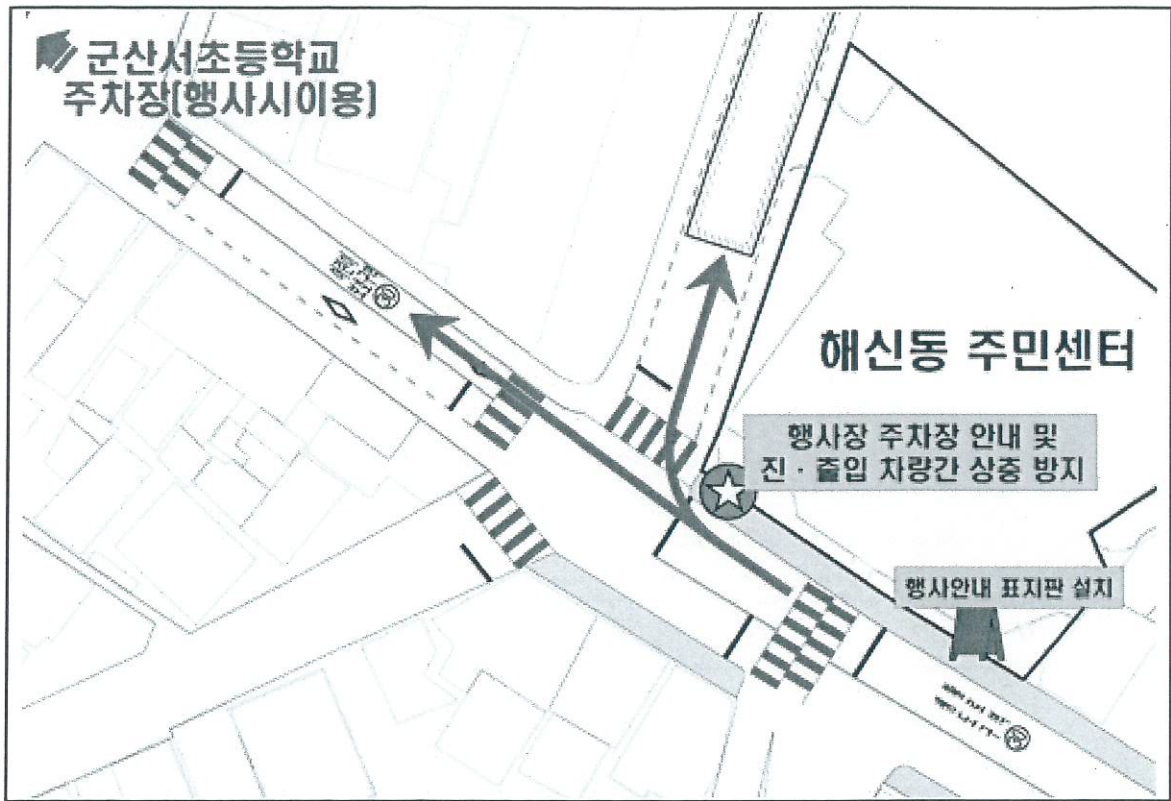 군산서초등학교
주차장(행사시이용)
해신동 주민센터
행사장 주차장 안내 및
진·출입 차량간 상충 방지
행사안내 표지판 설치